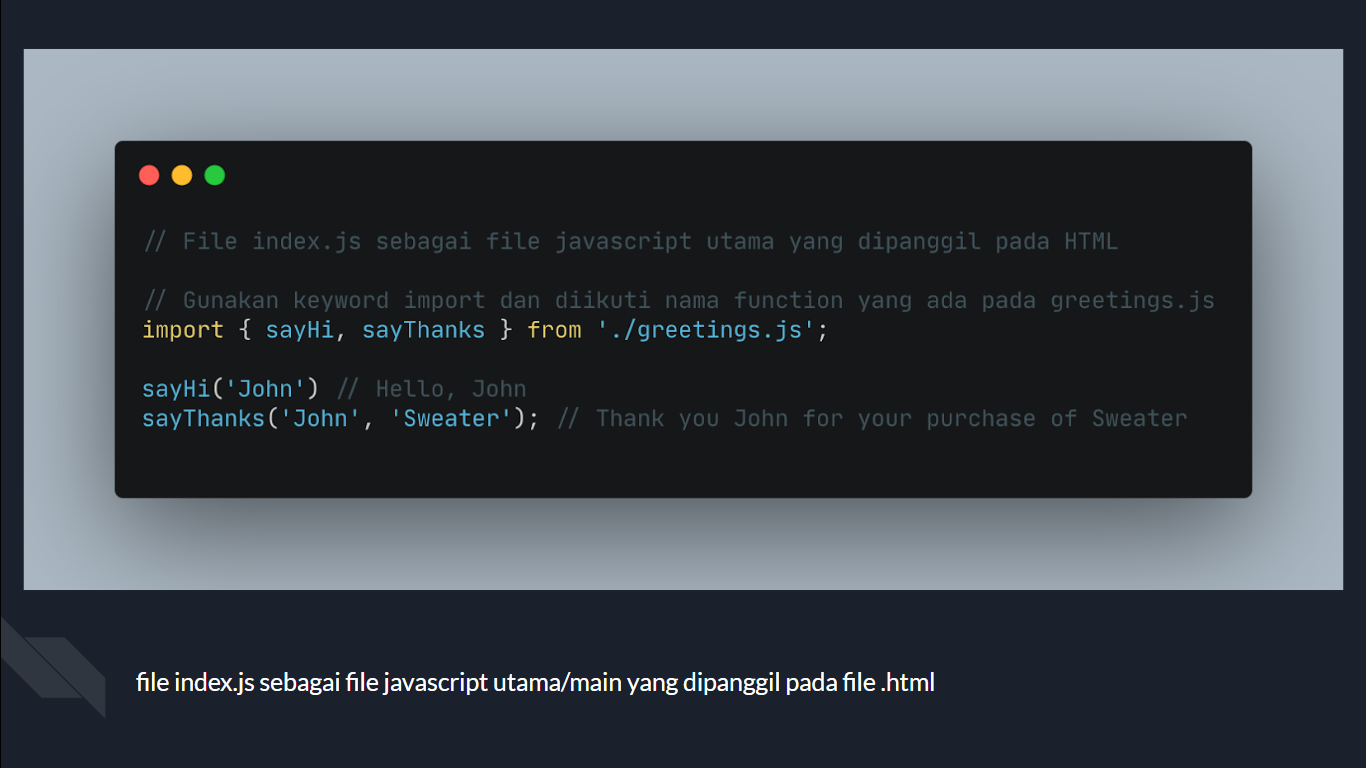 // File index.js sebagai file javascript utama yang dipanggil pada HTML
// Gunakan keyword import dan diikuti nama function yang ada pada greetings.js
import { sayHi, sayThanks } from './greetings.js';
sayHi('John') // Hello, John
sayThanks('John', 'Sweater'); // Thank you John for your purchase of Sweater
file index.js sebagai file javascript utama/main yang dipanggil pada file .html